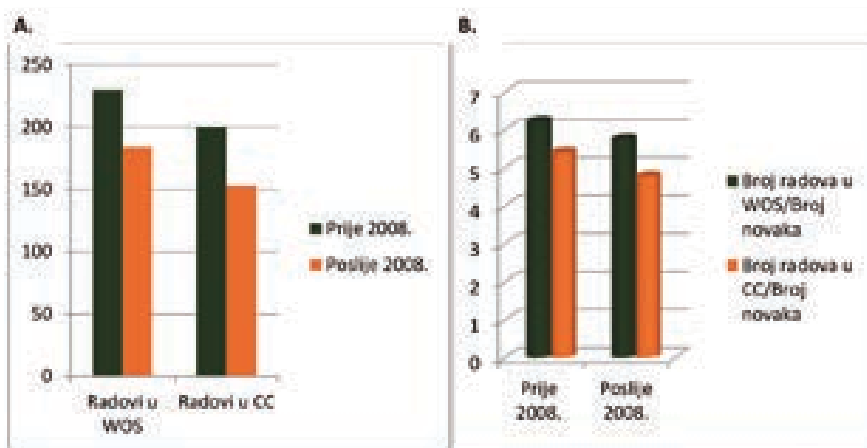 A.
250
200
150
100
50
0
Radovi u
WOS
Radovi u CC
Prije 2008.
Poslije 2008.
B.
7
6
5
4
3
2
1
0
Prije
2008.
Poslije
2008.
Broj radova u
WOS/Broj
novaka
Broj radova u
CC/Broj
novaka